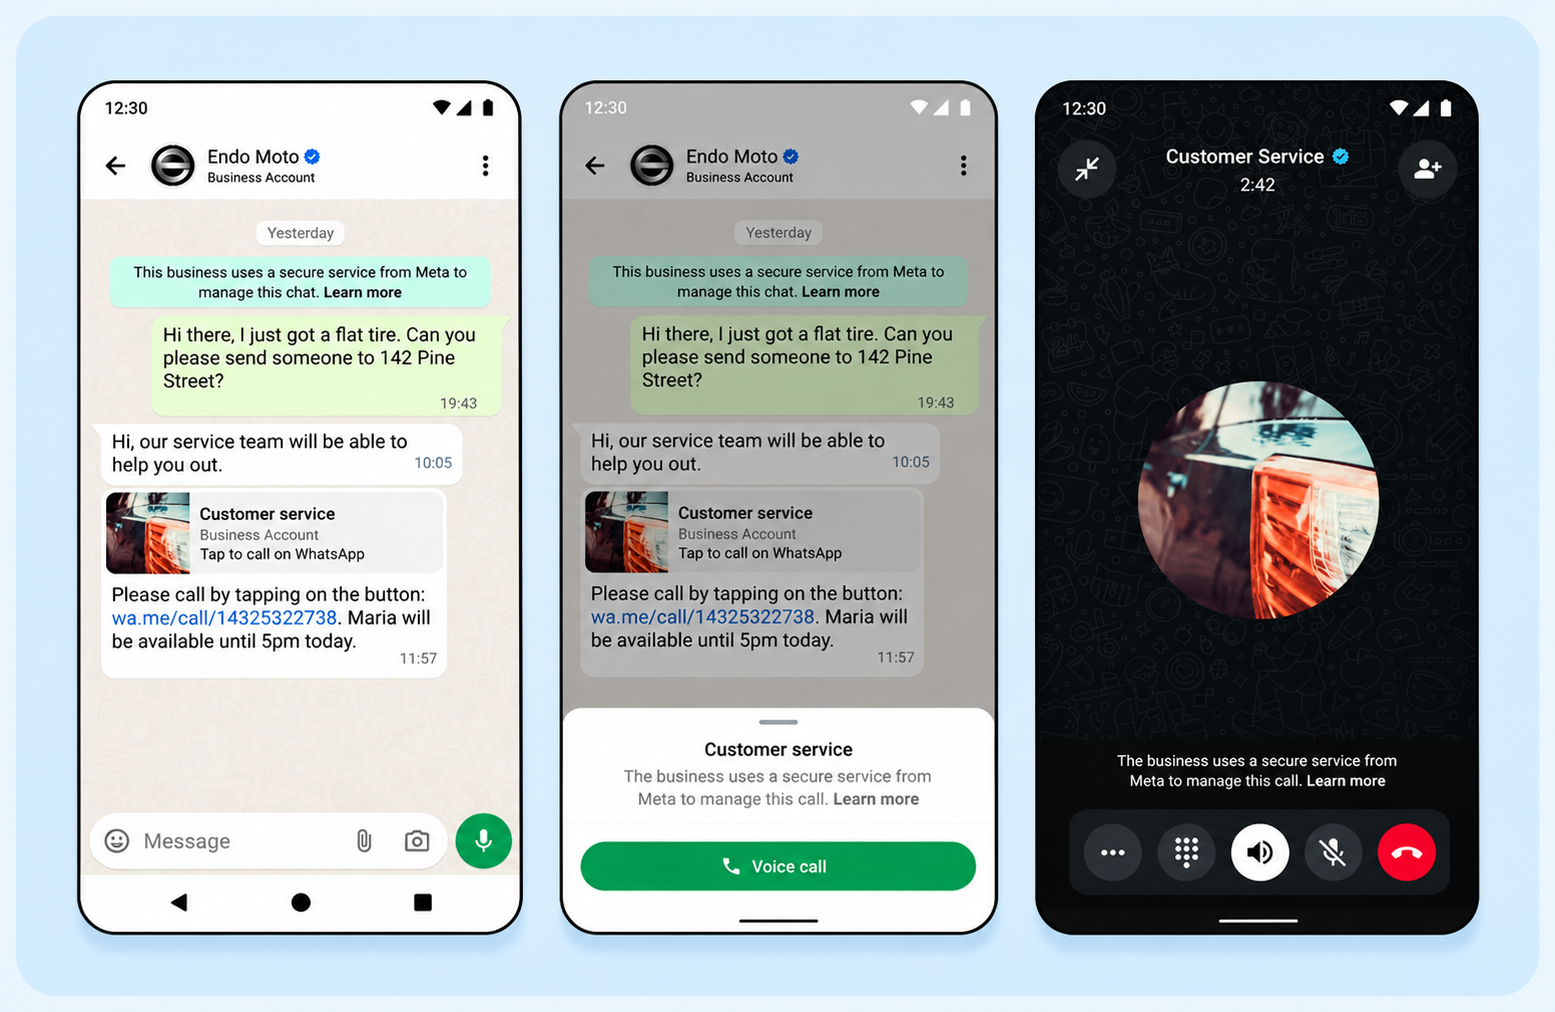 12:30
Endo Moto
Business Account
Yesterday
This business uses a secure service from Meta to
manage this chat. Learn more
Hi there, I just got a flat tire. Can you
please send someone to 142 Pine
Street?
19:43
Hi, our service team will be able to
help you out.
10:05
Customer service
Business Account
Tap to call on WhatsApp
Please call by tapping on the button:
wa.me/call/14325322738. Maria will
be available until 5pm today.
11:57
Message
12:30
Endo Moto
Business Account
Yesterday
This business uses a secure service from Meta to
manage this chat. Learn more
Hi there, I just got a flat tire. Can you
please send someone to 142 Pine
Street?
19:43
Hi, our service team will be able to
help you out.
10:05
Customer service
Business Account
Tap to call on WhatsApp
Please call by tapping on the button:
wa.me/call/14325322738. Maria will
be available until 5pm today.
11:57
Customer service
The business uses a secure service from
Meta to manage this call. Learn more
Voice call
12:30
Customer Service
2:42
The business uses a secure service from
Meta to manage this call. Learn more